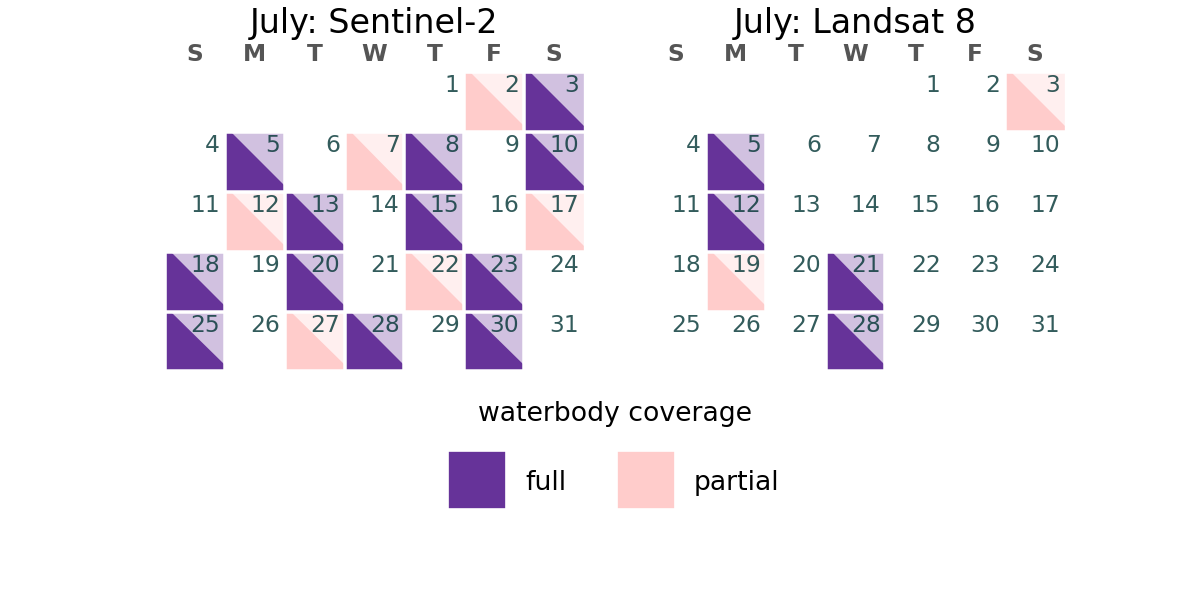 July: Sentinel-2
S M T W T F S
1 2 3
4 5 6 7 8 9 10
11 12 13 14 15 16 17
18 19 20 21 22 23 24
25 26 27 28 29 30 31
July: Landsat 8
S M T W T F S
1 2 3
4 5 6 7 8 9 10
11 12 13 14 15 16 17
18 19 20 21 22 23 24
25 26 27 28 29 30 31
waterbody coverage
full
partial